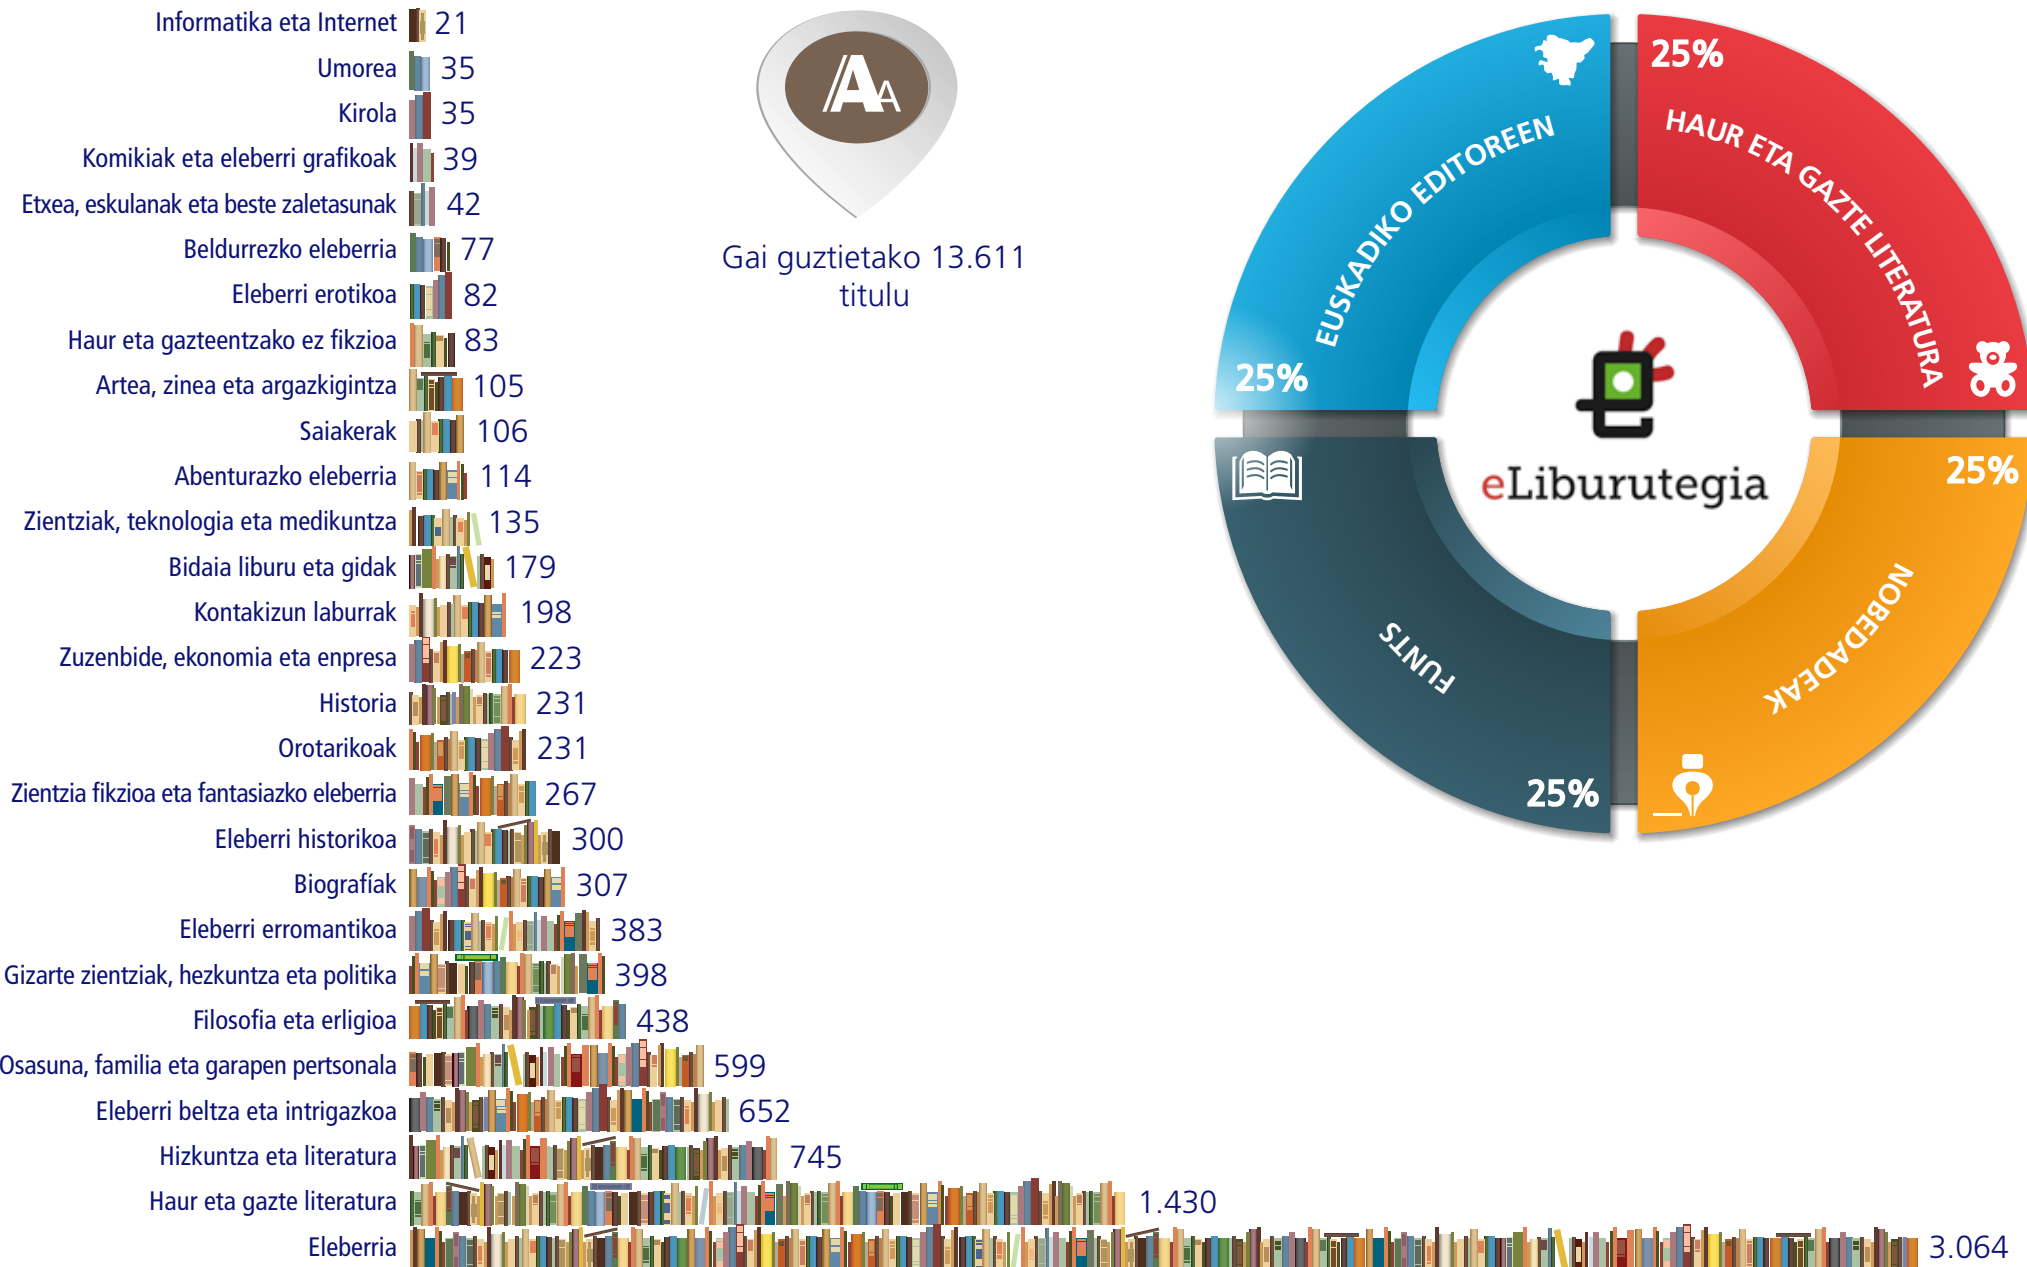 Informatika eta Internet 21
Umorea 35
Kirola 35
Komikiak eta eleberri grafikoak 39
Etxea, eskulanak eta beste zaletasunak 42
Beldurrezko eleberria 77
Eleberri erotikoa 82
Haur eta gazteentzako ez fikzioa 83
Artea, zinea eta argazkigintza 105
Saiakerak 106
Abenturazko eleberria 114
Zientziak, teknologia eta medikuntza 135
Bidaia liburu eta gidak 179
Kontakizun laburrak 198
Zuzenbide, ekonomia eta enpresa 223
Historia 231
Orotarikoak 231
Zientzia fikzioa eta fantasiazko eleberria 267
Eleberri historikoa 300
Biografíak 307
Eleberri erromantikoa 383
Gizarte zientziak, hezkuntza eta politika 398
Filosofia eta erligioa 438
Osasuna, familia eta garapen pertsonala 599
Eleberri beltza eta intrigazkoa 652
Hizkuntza eta literatura 745
Haur eta gazte literatura 1.430
Eleberria 3.064
AA
Gai guztietako 13.611
titulu
25%
EUSKADIKO EDITOREEN
25%
HAUR ETA GAZTE LITERATURA
eLiburutegia
25%
NOBEDADEAK
FUNTS
25%